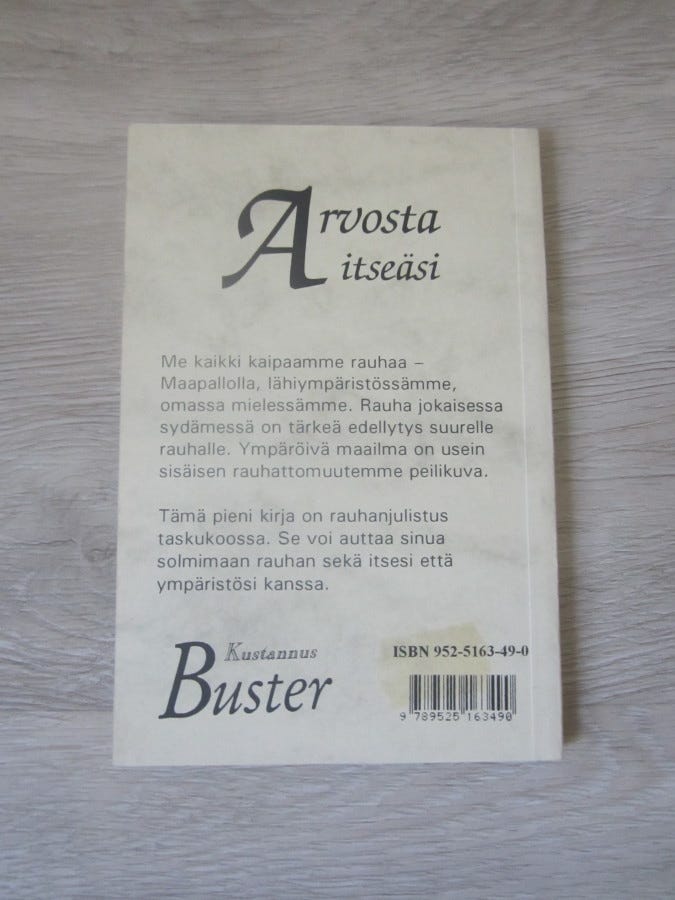 Arvosta
itseäsi
Me kaikki kaipaamme rauhaa –
Maapallolla, lähiympäristössämme,
omassa mielessämme. Rauha jokaisessa
sydämessä on tärkeä edellytys suurelle
rauhalle. Ympäröivä maailma on usein
sisäisen rauhattomuutemme peilikuva.
Tämä pieni kirja on rauhanjulistus
taskukoossa. Se voi auttaa sinua
solmimaan rauhan sekä itsesi että
ympäristösi kanssa.
Kustannus
Buster
ISBN 952-5163-49-0
9 789525 163490